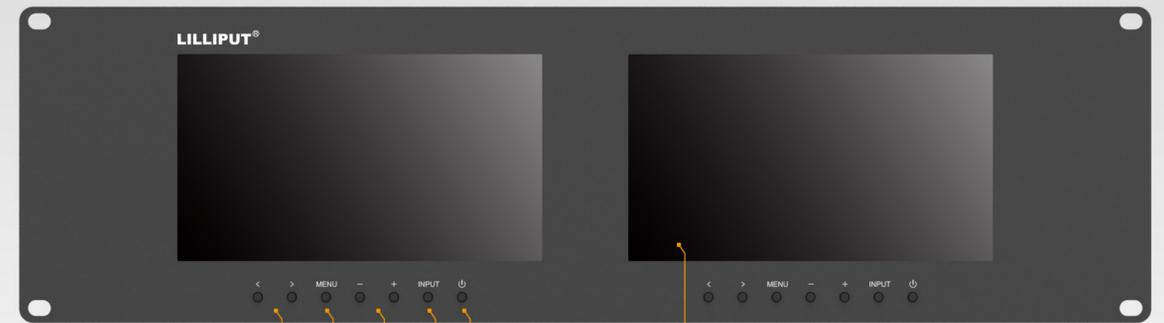 LILLIPUT®
< > MENU − + INPUT ⏻
< > MENU − + INPUT ⏻